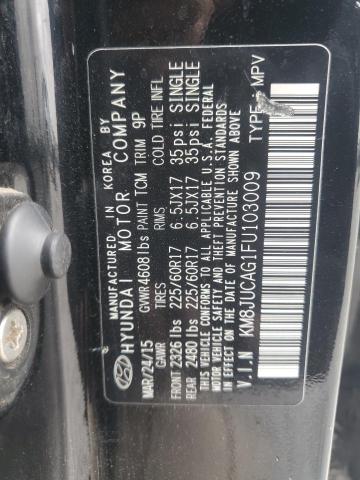 MANUFACTURED IN KOREA BY
HYUNDAI MOTOR COMPANY
MAR/24/15 GVWR 4608 lbs PAINT TCM TRIM 9P
GAWR TIRES RIMS COLD TIRE INFL
FRONT 2326 lbs 225/60R17 6.5JX17 35psi SINGLE
REAR 2480 lbs 225/60R17 6.5JX17 35psi SINGLE
THIS VEHICLE CONFORMS TO ALL APPLICABLE U.S.A. FEDERAL
MOTOR VEHICLE SAFETY AND THEFT PREVENTION STANDARDS
IN EFFECT ON THE DATE OF MANUFACTURE SHOWN ABOVE.
V.I.N KM8JUCAG1FU103009 TYPE : MPV